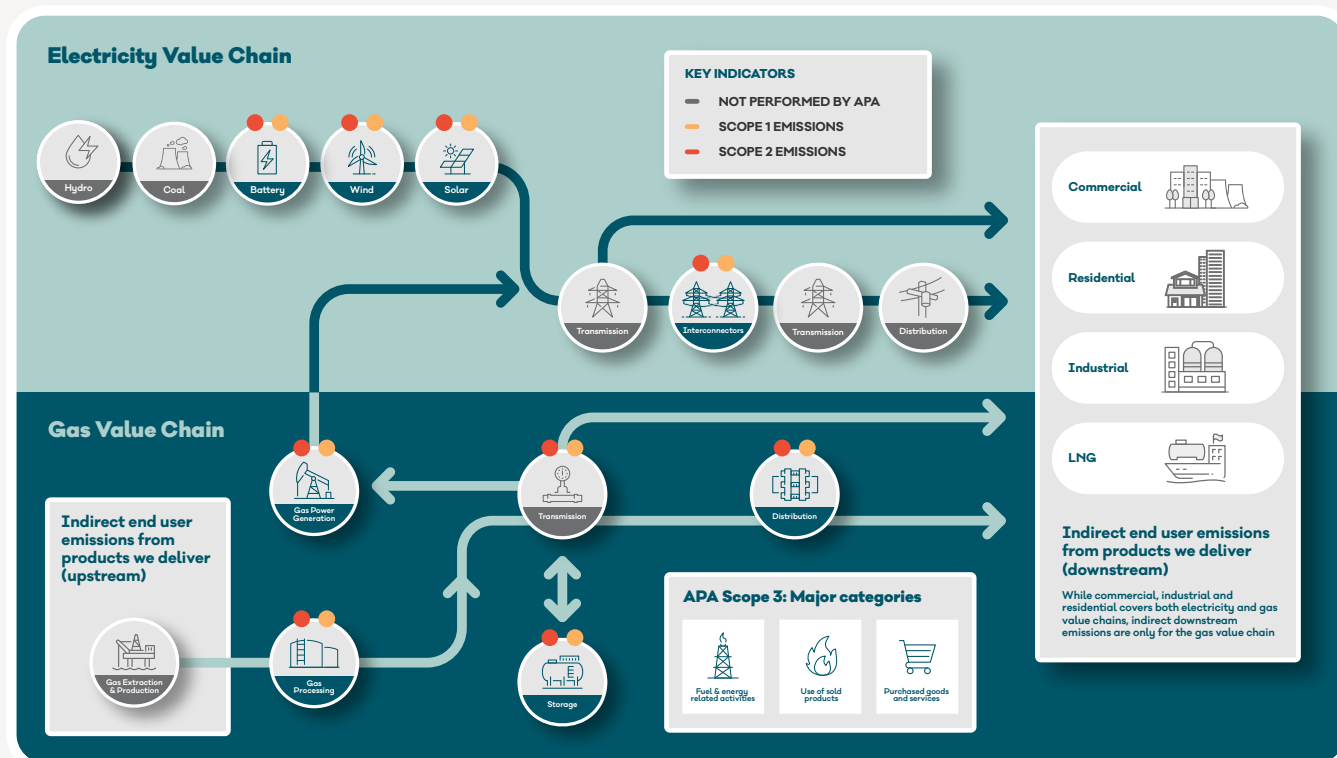 Electricity Value Chain
KEY INDICATORS
NOT PERFORMED BY APA
SCOPE 1 EMISSIONS
SCOPE 2 EMISSIONS
Hydro
Coal
Battery
Wind
Solar
Transmission
Interconnectors
Transmission
Distribution
Commercial
Residential
Industrial
LNG
Indirect end user emissions
from products we deliver
(downstream)
While commercial, industrial and
residential covers both electricity and gas
value chains, indirect downstream
emissions are only for the gas value chain
Gas Value Chain
Gas Power
Generation
Transmission
Distribution
Indirect end user
emissions from
products we deliver
(upstream)
Gas Extraction
& Production
Gas
Processing
Storage
APA Scope 3: Major categories
Fuel & energy
related activities
Use of sold
products
Purchased goods
and services